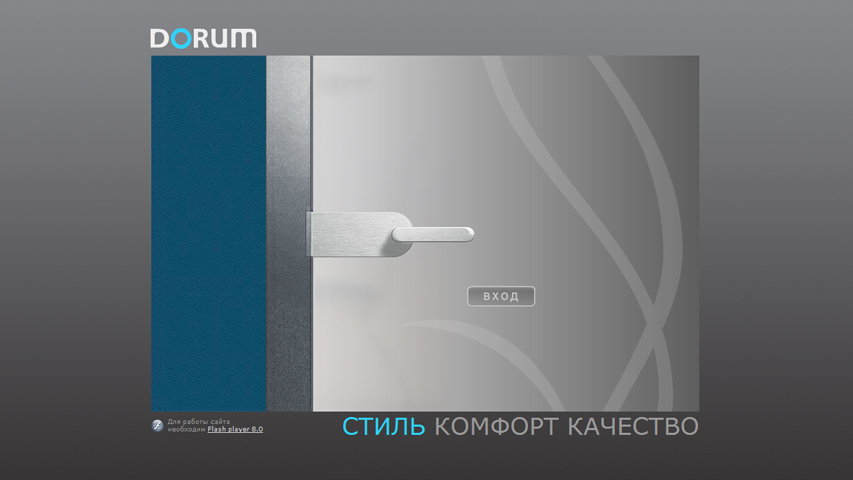 DORUM
ВХОД
Для работы сайта
необходим Flash player 8.0
СТИЛЬ КОМФОРТ КАЧЕСТВО